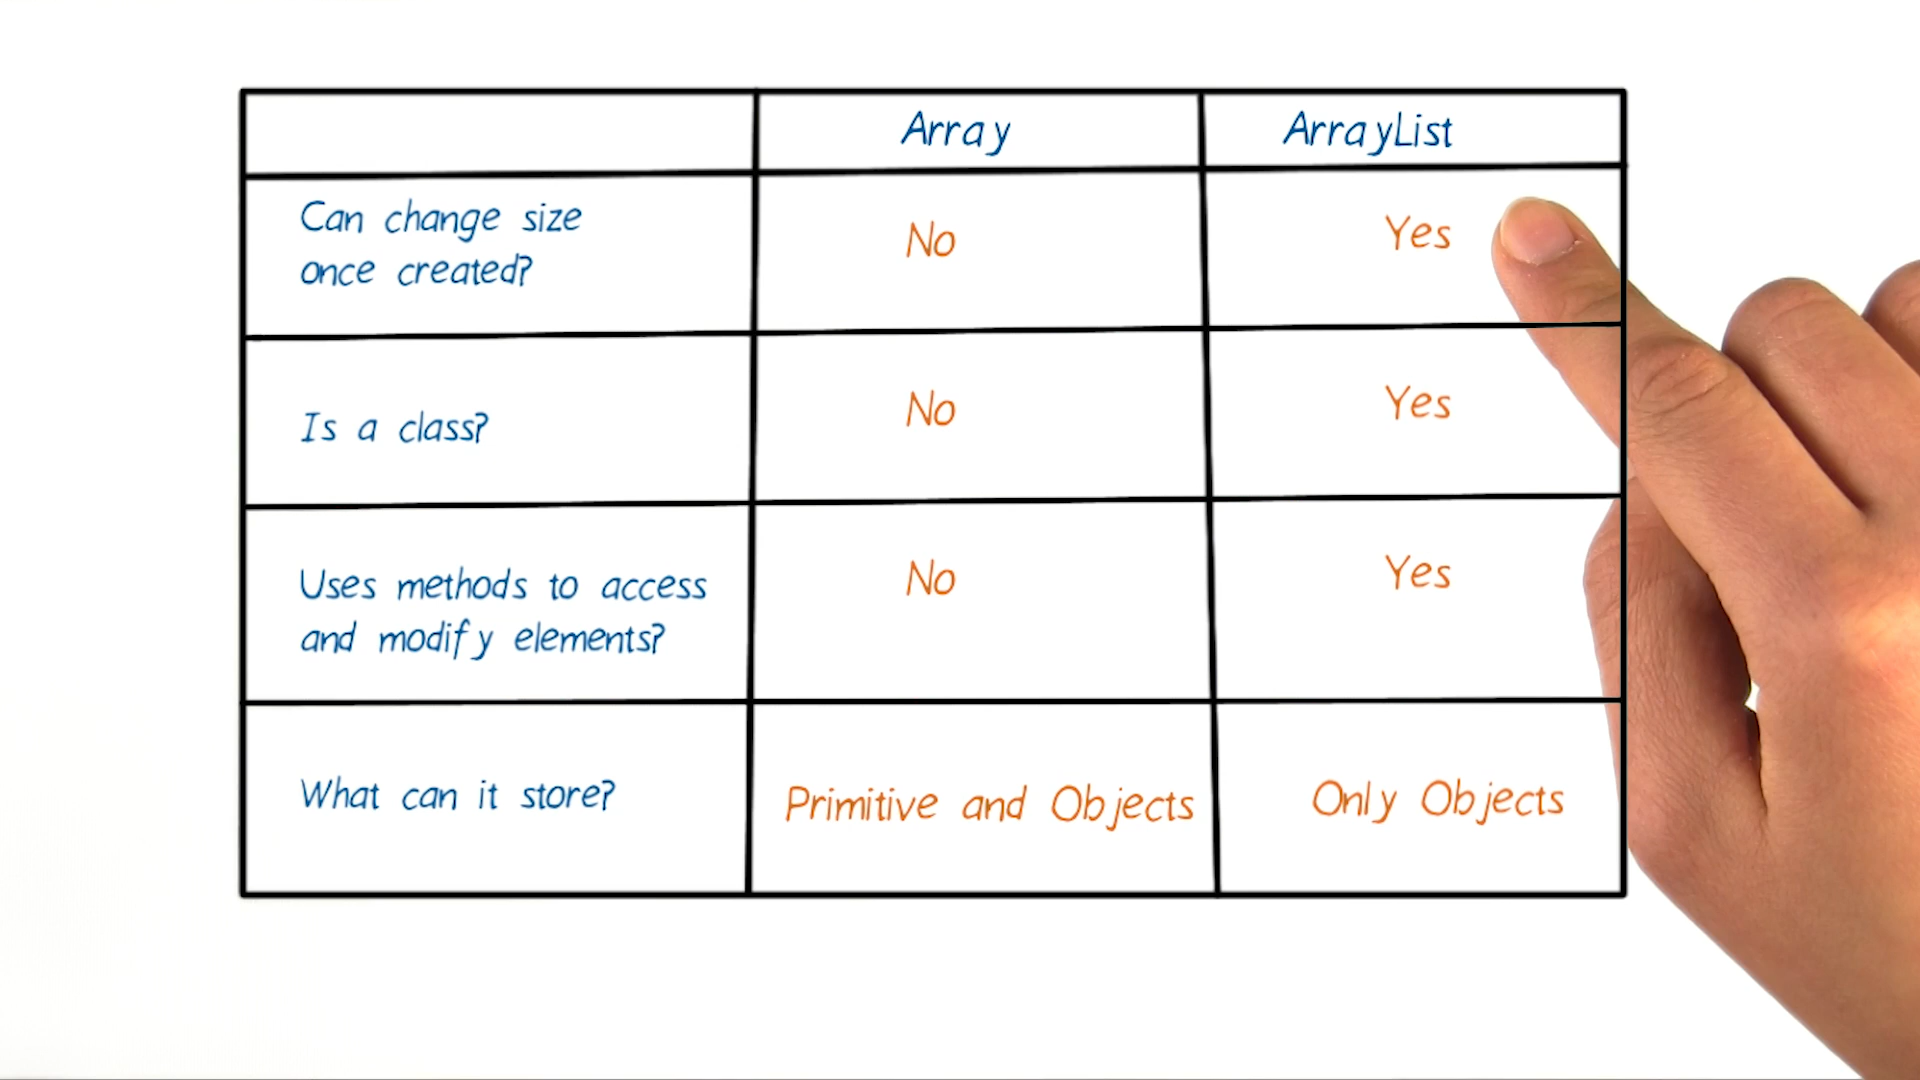 Array ArrayList
Can change size
once created?
No
Yes
Is a class?
No
Yes
Uses methods to access
and modify elements?
No
Yes
What can it store?
Primitive and Objects
Only Objects